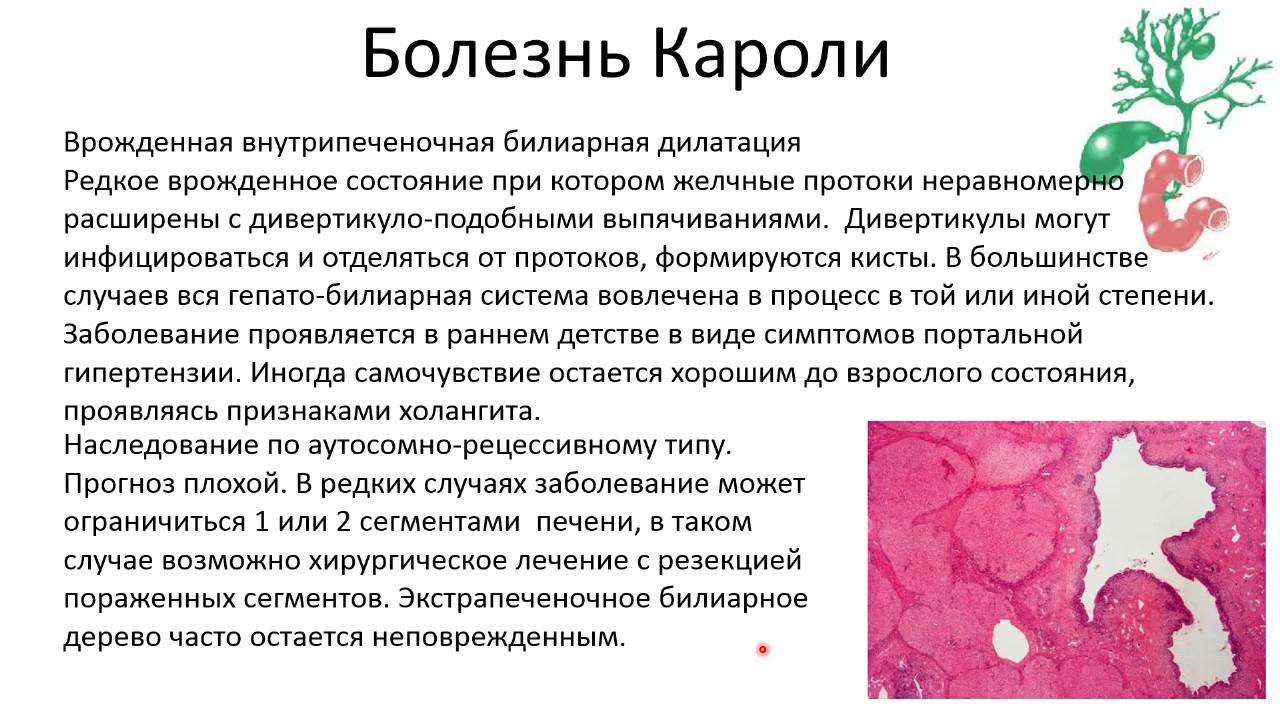 Болезнь Кароли
Врожденная внутрипеченочная билиарная дилатация
Редкое врожденное состояние при котором желчные протоки неравномерно
расширены с дивертикуло-подобными выпячиваниями.  Дивертикулы могут
инфицироваться и отделяться от протоков, формируются кисты. В большинстве
случаев вся гепато-билиарная система вовлечена в процесс в той или иной степени.
Заболевание проявляется в раннем детстве в виде симптомов портальной
гипертензии. Иногда самочувствие остается хорошим до взрослого состояния,
проявляясь признаками холангита.
Наследование по аутосомно-рецессивному типу.
Прогноз плохой. В редких случаях заболевание может
ограничиться 1 или 2 сегментами  печени, в таком
случае возможно хирургическое лечение с резекцией
пораженных сегментов. Экстрапеченочное билиарное
дерево часто остается неповрежденным.